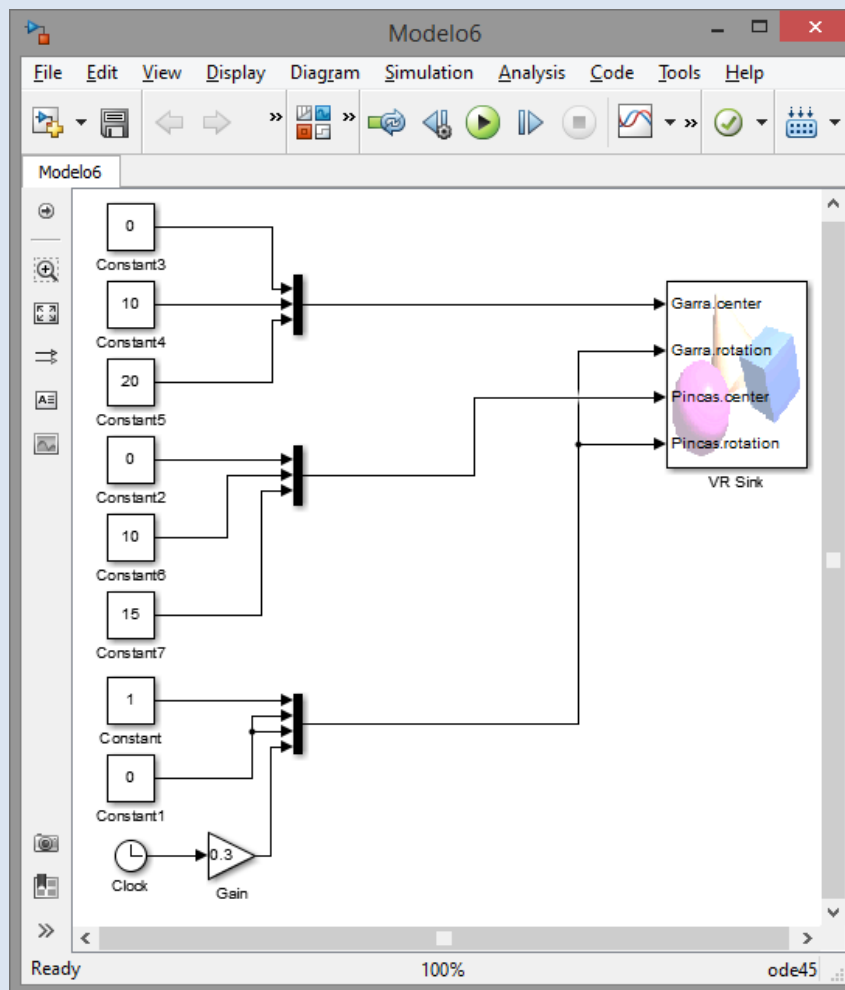 Modelo6
File Edit View Display Diagram Simulation Analysis Code Tools Help
Modelo6
0
Constant3
10
Constant4
20
Constant5
0
Constant2
10
Constant6
15
Constant7
1
Constant
0
Constant1
Clock
0.3
Gain
Garra.center
Garra.rotation
Pincas.center
Pincas.rotation
VR Sink
Ready 100% ode45